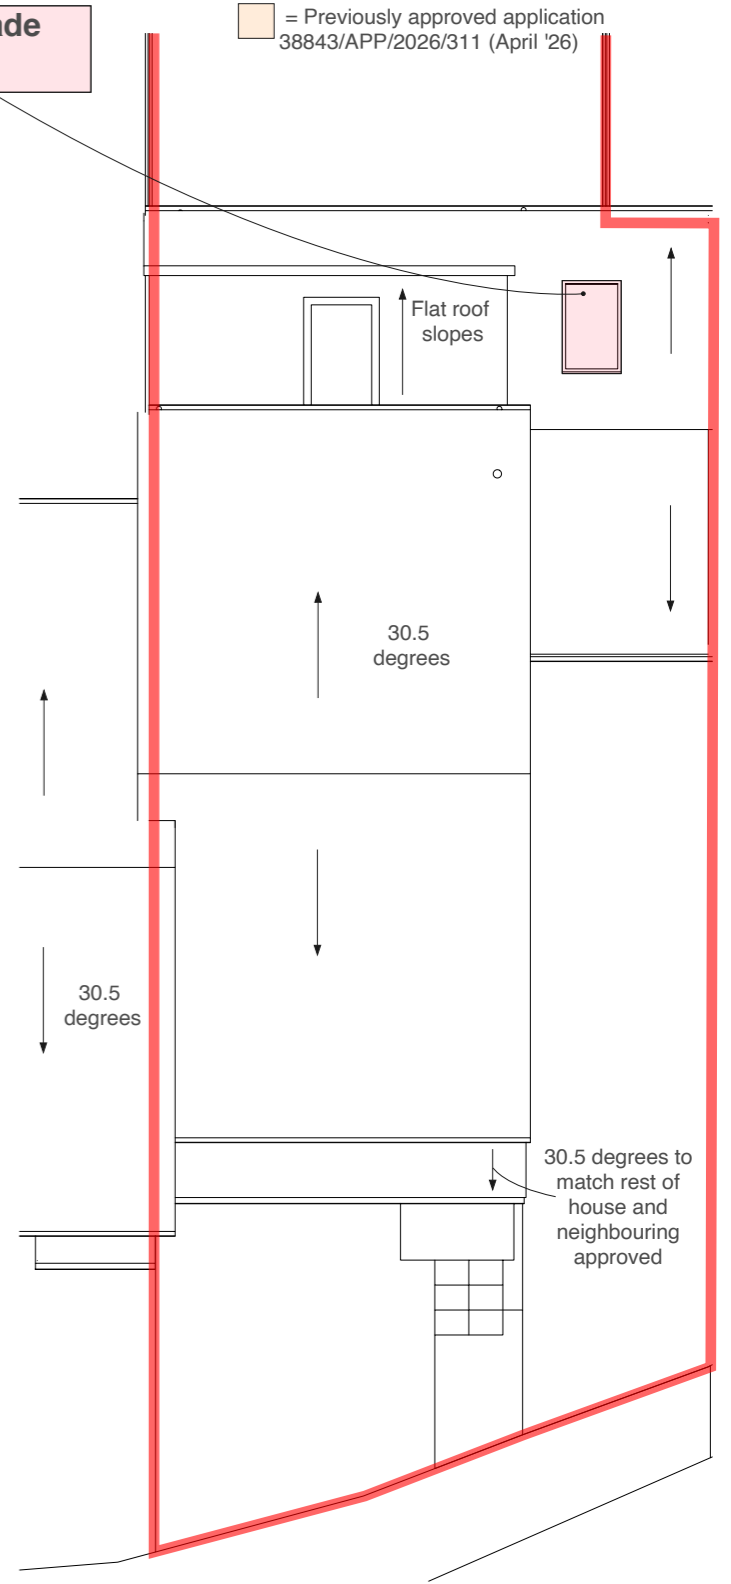 = Previously approved application
38843/APP/2026/311 (April '26)
Flat roof
slopes
30.5
degrees
30.5
degrees
30.5 degrees to
match rest of
house and
neighbouring
approved